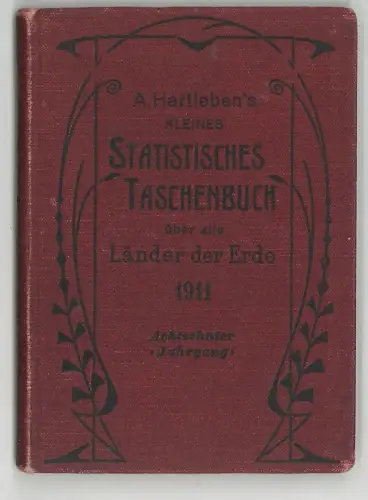 A. Hartleben's
KLEINES
STATISTISCHES
TASCHENBUCH
über alle
Länder der Erde
1911
Achtzehnter
Jahrgang